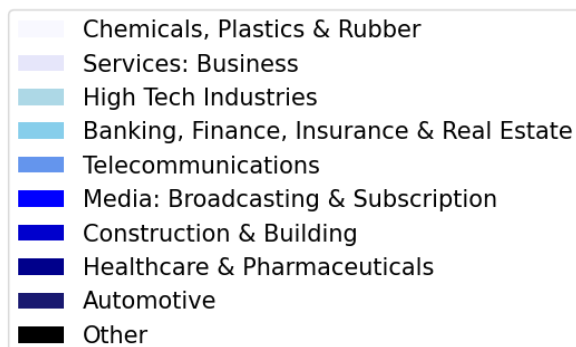 Chemicals, Plastics & Rubber
Services: Business
High Tech Industries
Banking, Finance, Insurance & Real Estate
Telecommunications
Media: Broadcasting & Subscription
Construction & Building
Healthcare & Pharmaceuticals
Automotive
Other